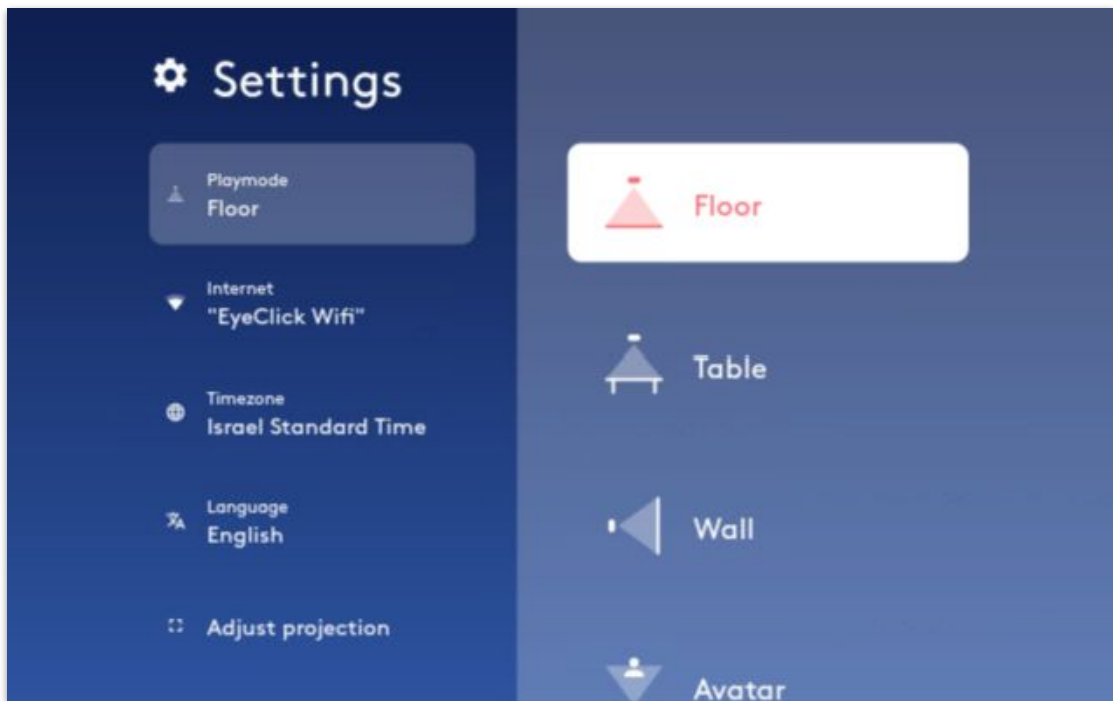 Settings
Playmode
Floor
Internet
"EyeClick Wifi"
Timezone
Israel Standard Time
Language
English
Adjust projection
Floor
Table
Wall
Avatar